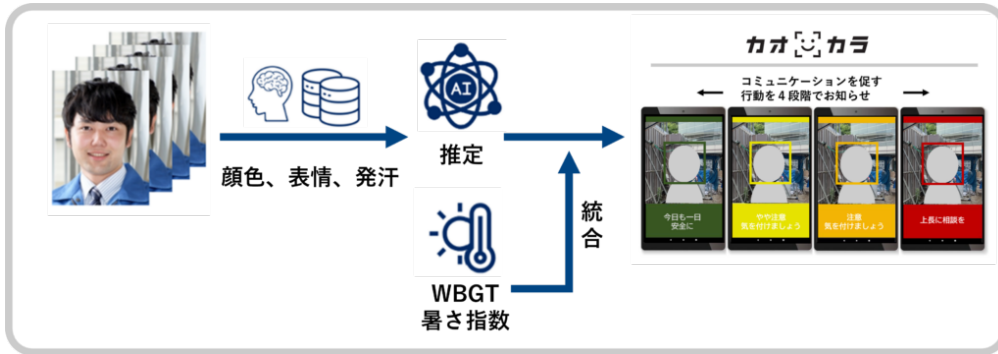 顔色、表情、発汗
AI
推定
WBGT
暑さ指数
統合
カオカラ
コミュニケーションを促す
行動を4段階でお知らせ
今日も一日
安全に
やや注意
気を付けましょう
注意
気を付けましょう
上長に相談を